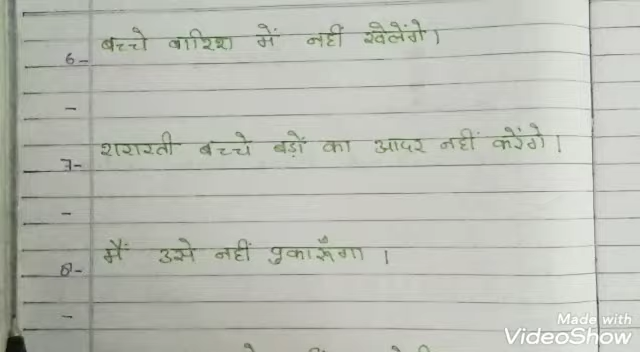 6- बच्चे बारिश में नहीं खेलेंगे।
-
7- शरारती बच्चे बड़ों का आदर नहीं करेंगे।
-
8- मैं उसे नहीं पुकारूँगा।
-
Made with
VideoShow